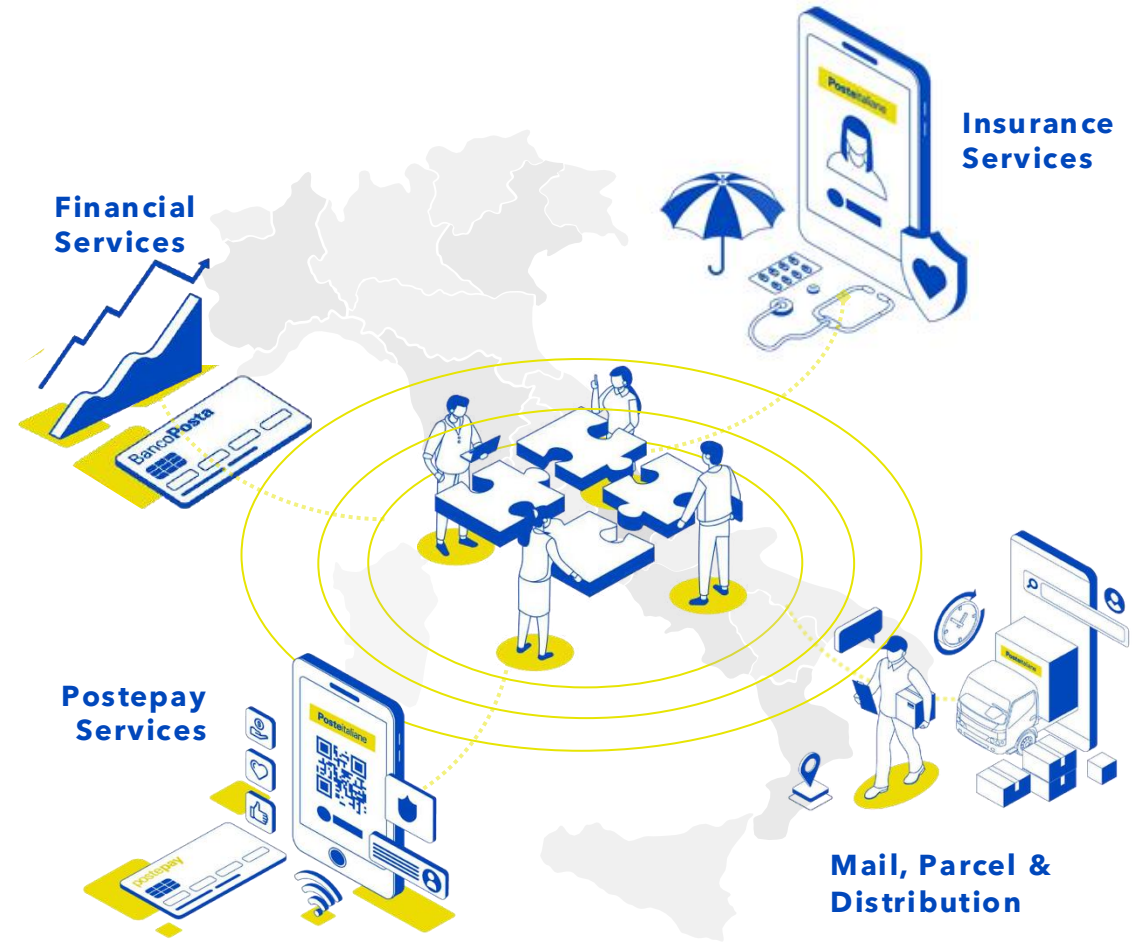 Posteitaliane
Insurance
Services
Financial
Services
BancoPosta
Postepay
Services
Posteitaliane
postepay
Posteitaliane
Mail, Parcel &
Distribution